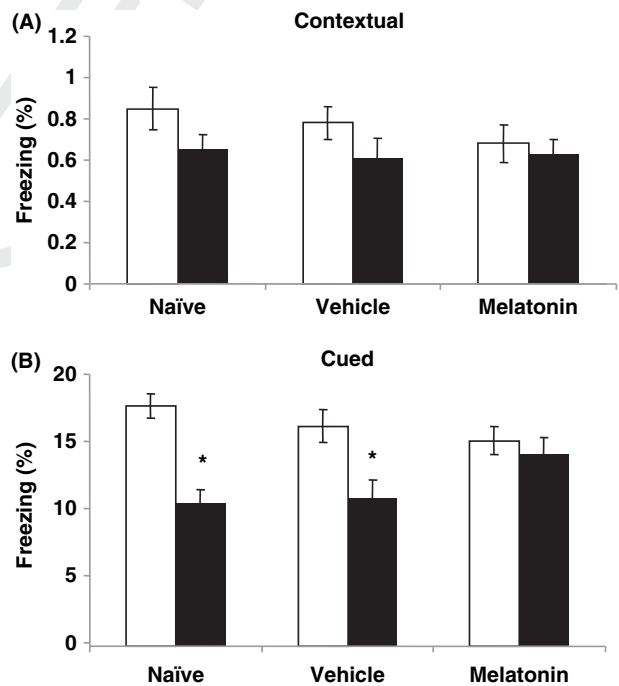 (A) Contextual
1.2
1
0.8
0.6
0.4
0.2
0
Freezing (%)
Naïve Vehicle Melatonin
(B) Cued
20
15
10
5
0
Freezing (%)
* *
Naïve Vehicle Melatonin